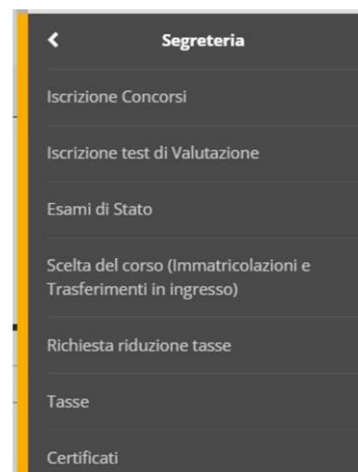 Segreteria
Iscrizione Concorsi
Iscrizione test di Valutazione
Esami di Stato
Scelta del corso (Immatricolazioni e
Trasferimenti in ingresso)
Richiesta riduzione tasse
Tasse
Certificati